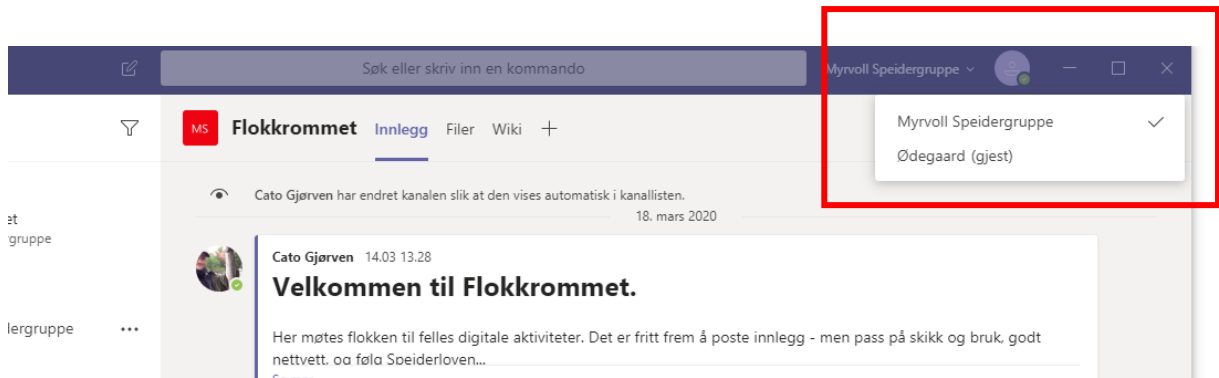 Søk eller skriv inn en kommando
Myrvoll Speidergruppe
MS Flokkrommet Innlegg Filer Wiki
Myrvoll Speidergruppe
Ødegaard (gjest)
Cato Gjørven har endret kanalen slik at den vises automatisk i kanallisten.
18. mars 2020
et
rgruppe
Cato Gjørven 14.03 13.28
Velkommen til Flokkrommet.
dergruppe
Her møtes flokken til felles digitale aktiviteter. Det er fritt frem å poste innlegg - men pass på skikk og bruk, godt
nettvett, og følg Speiderloven...